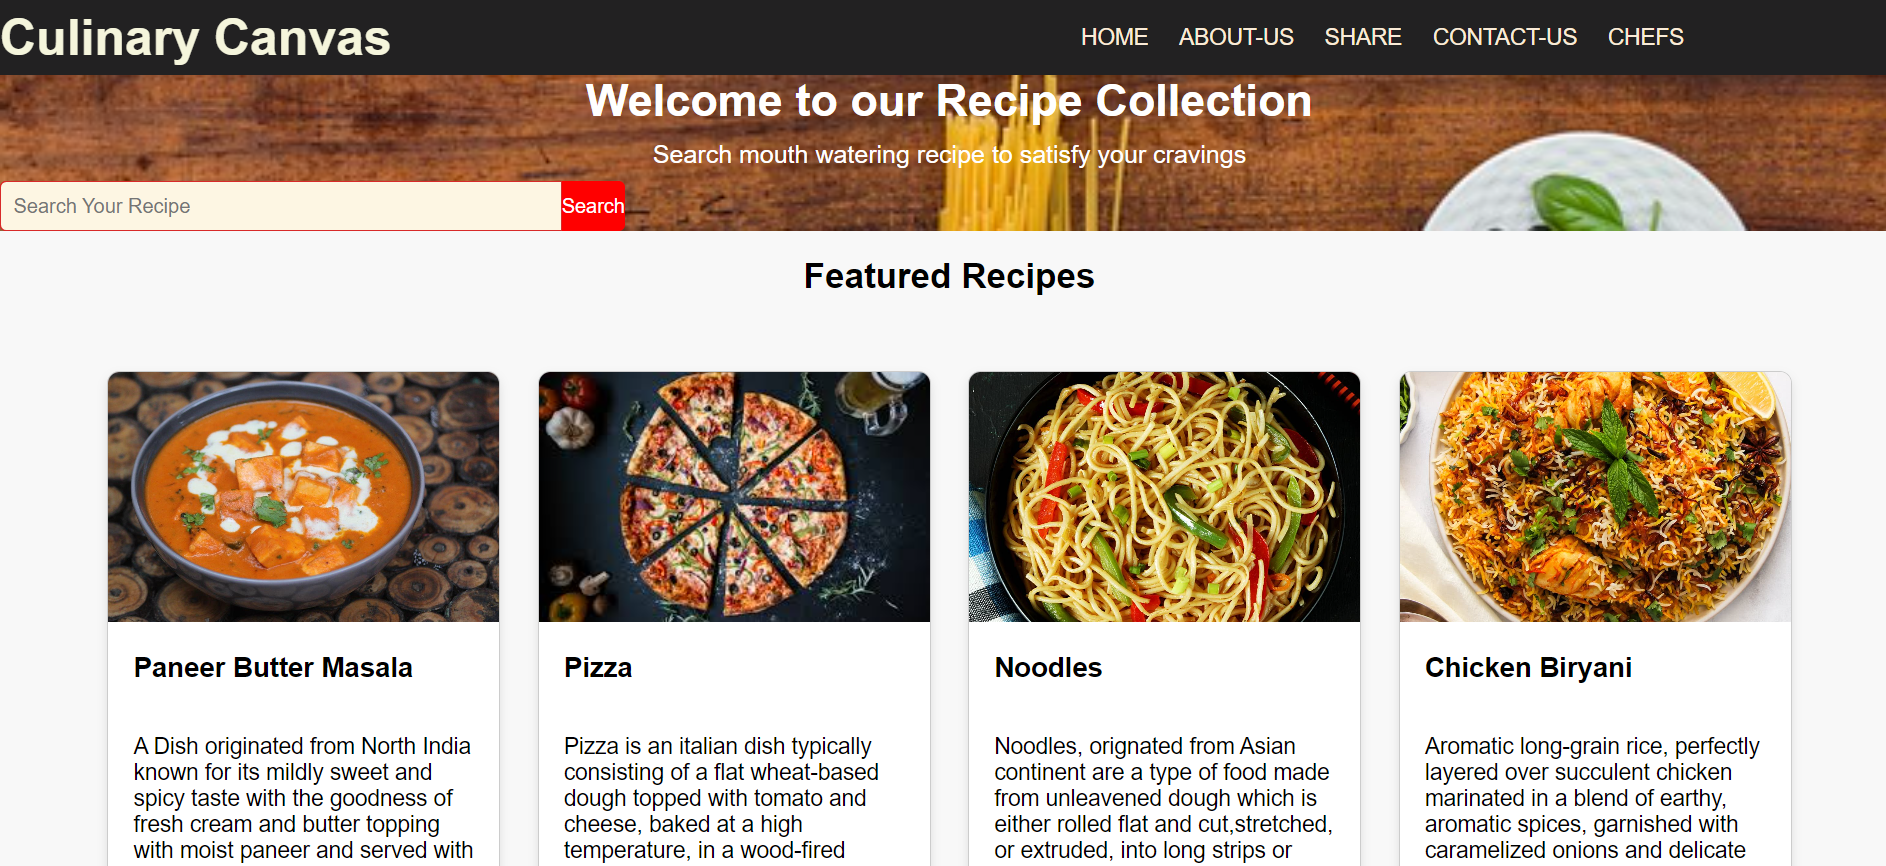 Culinary Canvas
HOME ABOUT-US SHARE CONTACT-US CHEFS
Welcome to our Recipe Collection
Search mouth watering recipe to satisfy your cravings
Search Your Recipe Search
Featured Recipes
Paneer Butter Masala
A Dish originated from North India
known for its mildly sweet and
spicy taste with the goodness of
fresh cream and butter topping
with moist paneer and served with
Pizza
Pizza is an italian dish typically
consisting of a flat wheat-based
dough topped with tomato and
cheese, baked at a high
temperature, in a wood-fired
Noodles
Noodles, orignated from Asian
continent are a type of food made
from unleavened dough which is
either rolled flat and cut,stretched,
or extruded, into long strips or
Chicken Biryani
Aromatic long-grain rice, perfectly
layered over succulent chicken
marinated in a blend of earthy,
aromatic spices, garnished with
caramelized onions and delicate